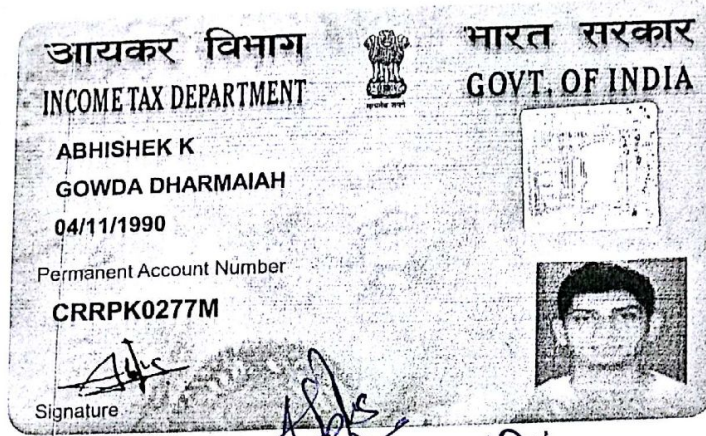 आयकर विभाग
INCOME TAX DEPARTMENT
भारत सरकार
GOVT. OF INDIA
ABHISHEK K
GOWDA DHARMAIAH
04/11/1990
Permanent Account Number
CRRPK0277M
Signature